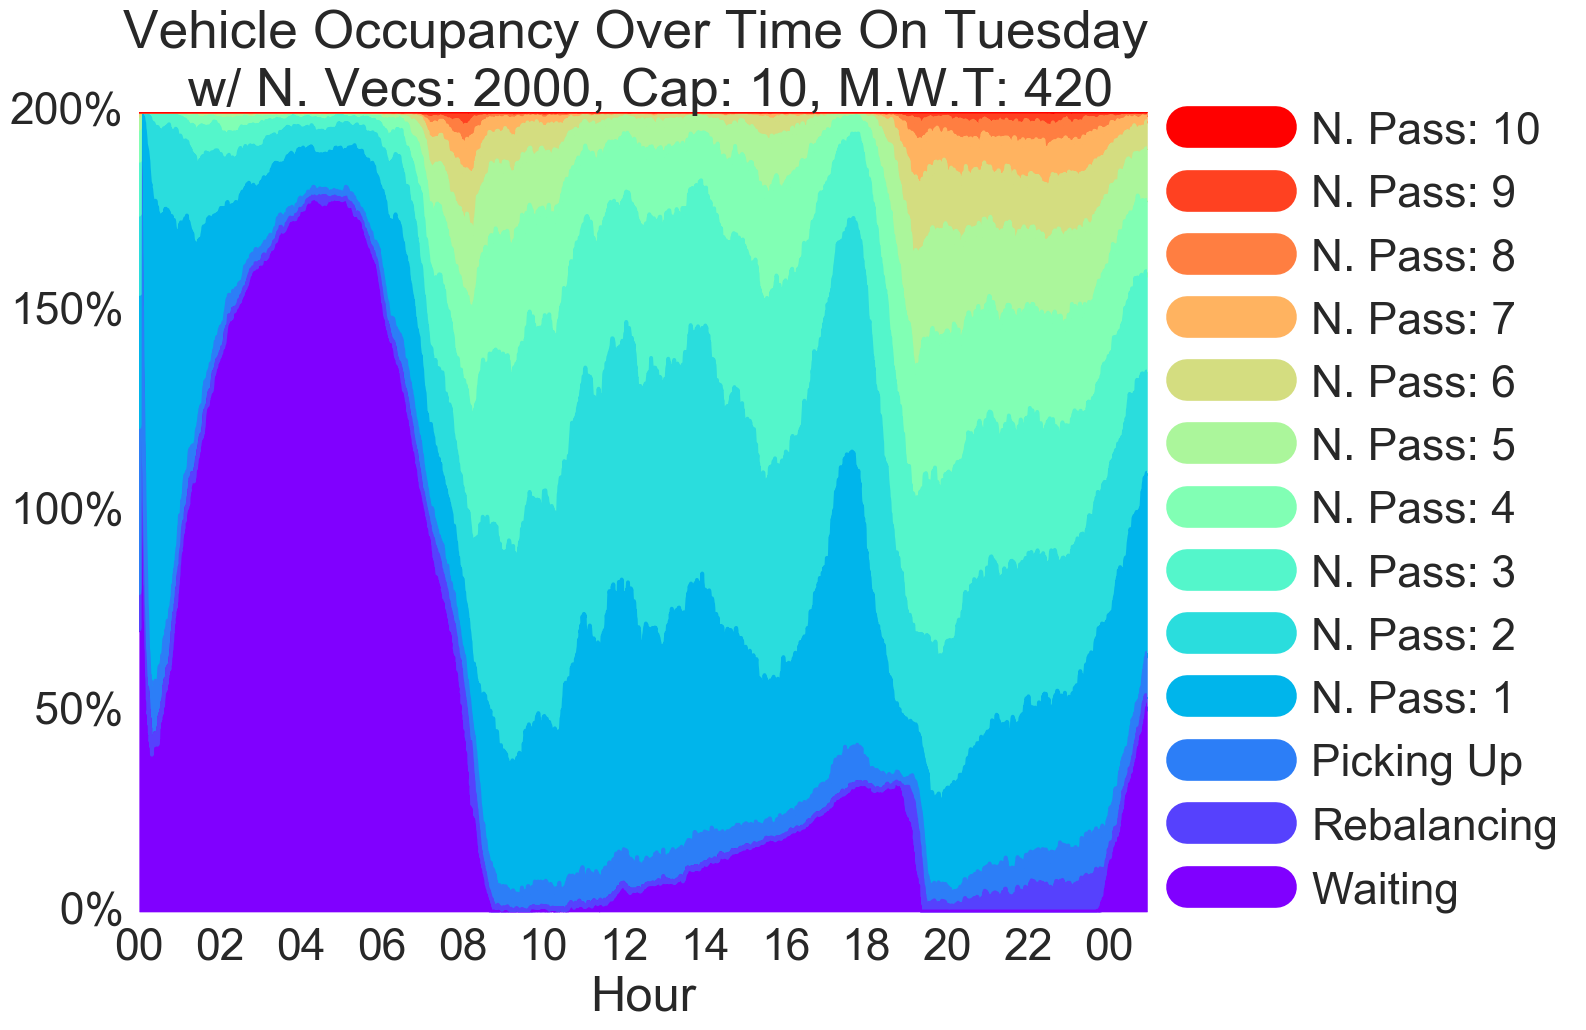 Vehicle Occupancy Over Time On Tuesday
w/ N. Vecs: 2000, Cap: 10, M.W.T: 420
200%
150%
100%
50%
0%
00 02 04 06 08 10 12 14 16 18 20 22 00
Hour
N. Pass: 10
N. Pass: 9
N. Pass: 8
N. Pass: 7
N. Pass: 6
N. Pass: 5
N. Pass: 4
N. Pass: 3
N. Pass: 2
N. Pass: 1
Picking Up
Rebalancing
Waiting